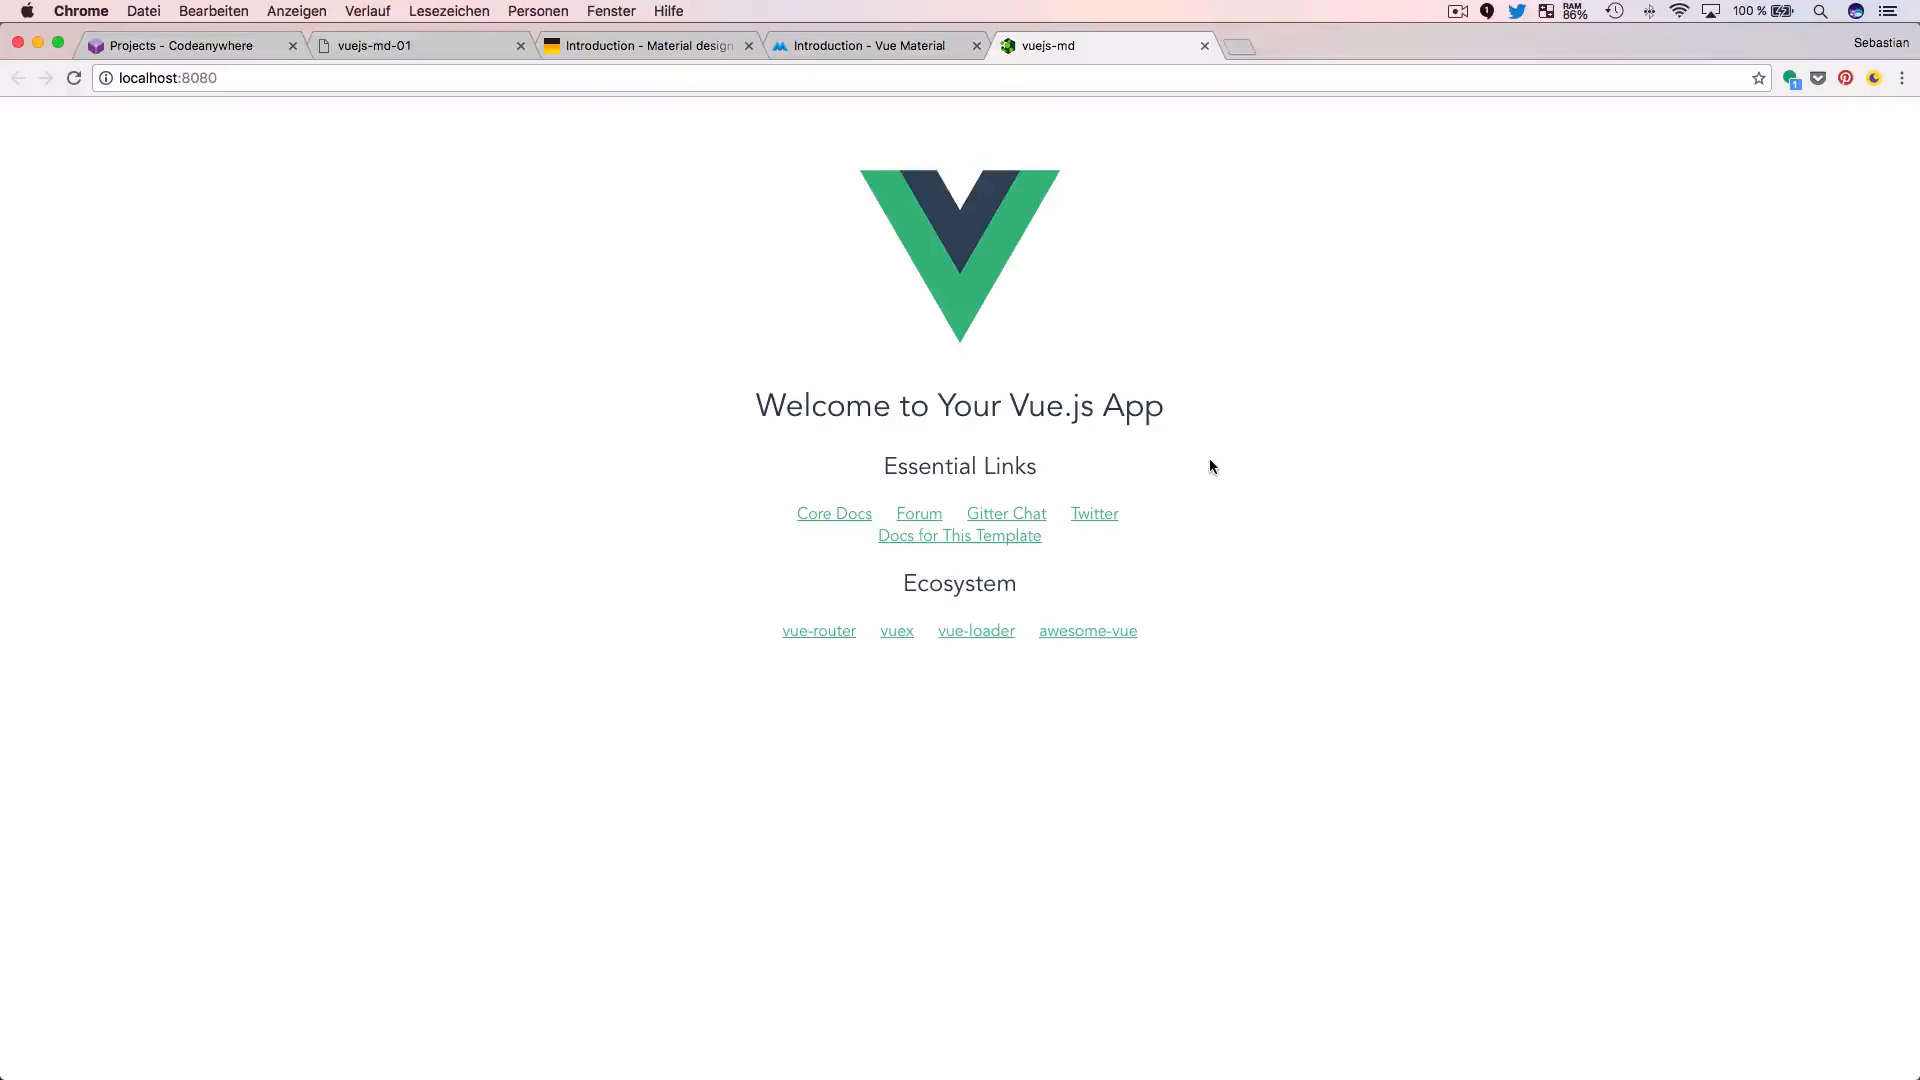 Chrome Datei Bearbeiten Anzeigen Verlauf Lesezeichen Personen Fenster Hilfe RAM 86% 100 %
Projects - Codeanywhere vuejs-md-01 Introduction - Material design Introduction - Vue Material vuejs-md Sebastian
localhost:8080
Welcome to Your Vue.js App
Essential Links
Core Docs Forum Gitter Chat Twitter
Docs for This Template
Ecosystem
vue-router vuex vue-loader awesome-vue